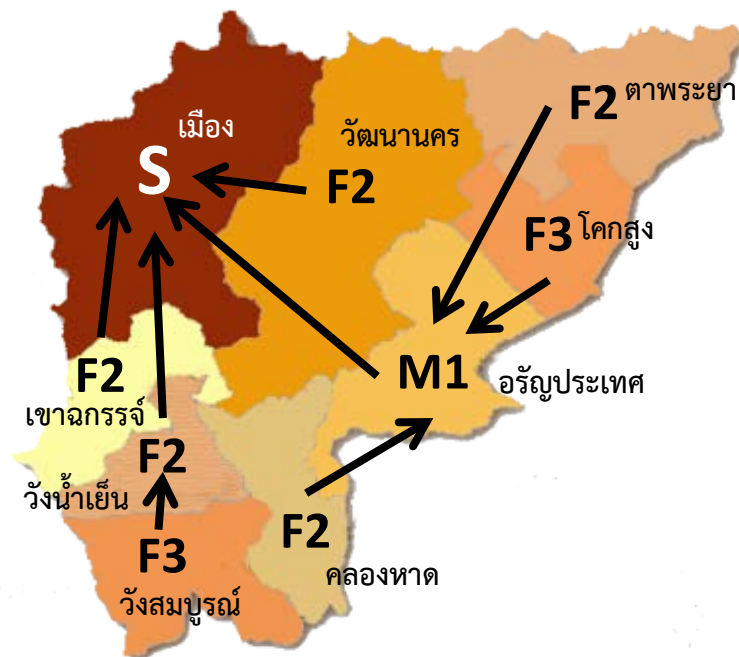 F2 ตาพระยา
เมือง
วัฒนานคร
S
F2
F3 โคกสูง
F2
M1
อรัญประเทศ
เขาฉกรรจ์
F2
วังน้ำเย็น
F2
F3
คลองหาด
วังสมบูรณ์